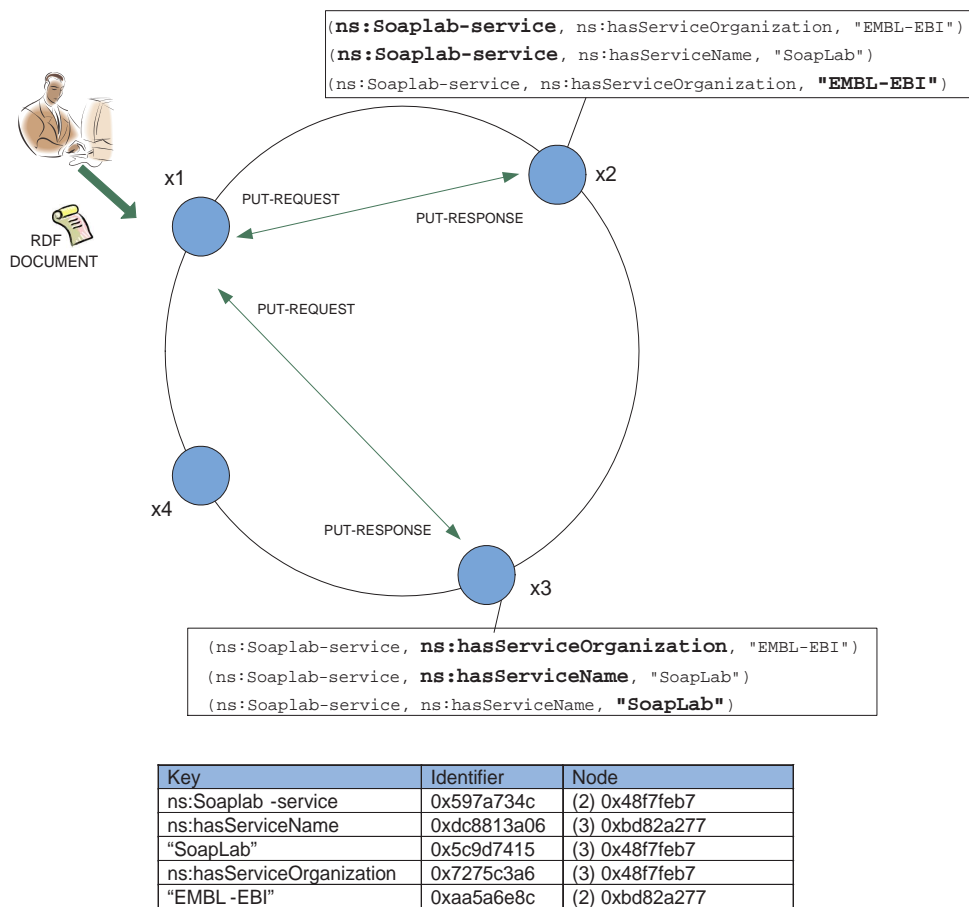 (ns:Soaplab-service, ns:hasServiceOrganization, "EMBL-EBI")
(ns:Soaplab-service, ns:hasServiceName, "SoapLab")
(ns:Soaplab-service, ns:hasServiceOrganization, "EMBL-EBI")
x1
x2
PUT-REQUEST
PUT-RESPONSE
RDF
DOCUMENT
PUT-REQUEST
x4
PUT-RESPONSE
x3
(ns:Soaplab-service, ns:hasServiceOrganization, "EMBL-EBI")
(ns:Soaplab-service, ns:hasServiceName, "SoapLab")
(ns:Soaplab-service, ns:hasServiceName, "SoapLab")
Key Identifier Node
ns:Soaplab -service 0x597a734c (2) 0x48f7feb7
ns:hasServiceName 0xdc8813a06 (3) 0xbd82a277
“SoapLab” 0x5c9d7415 (3) 0x48f7feb7
ns:hasServiceOrganization 0x7275c3a6 (3) 0x48f7feb7
“EMBL -EBI” 0xaa5a6e8c (2) 0xbd82a277